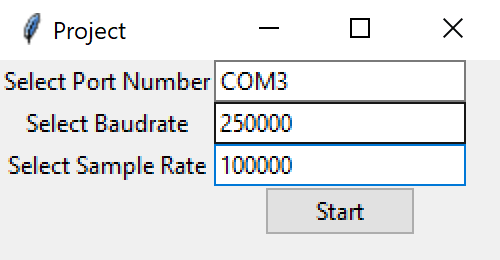 Project
Select Port Number COM3
Select Baudrate 250000
Select Sample Rate 100000
Start